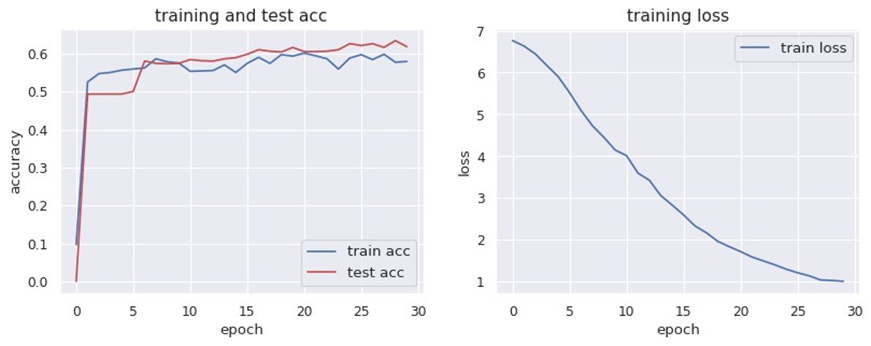 training and test acc
accuracy
0.6
0.5
0.4
0.3
0.2
0.1
0.0
train acc
test acc
0 5 10 15 20 25 30
epoch
training loss
loss
7
6
5
4
3
2
1
train loss
0 5 10 15 20 25 30
epoch